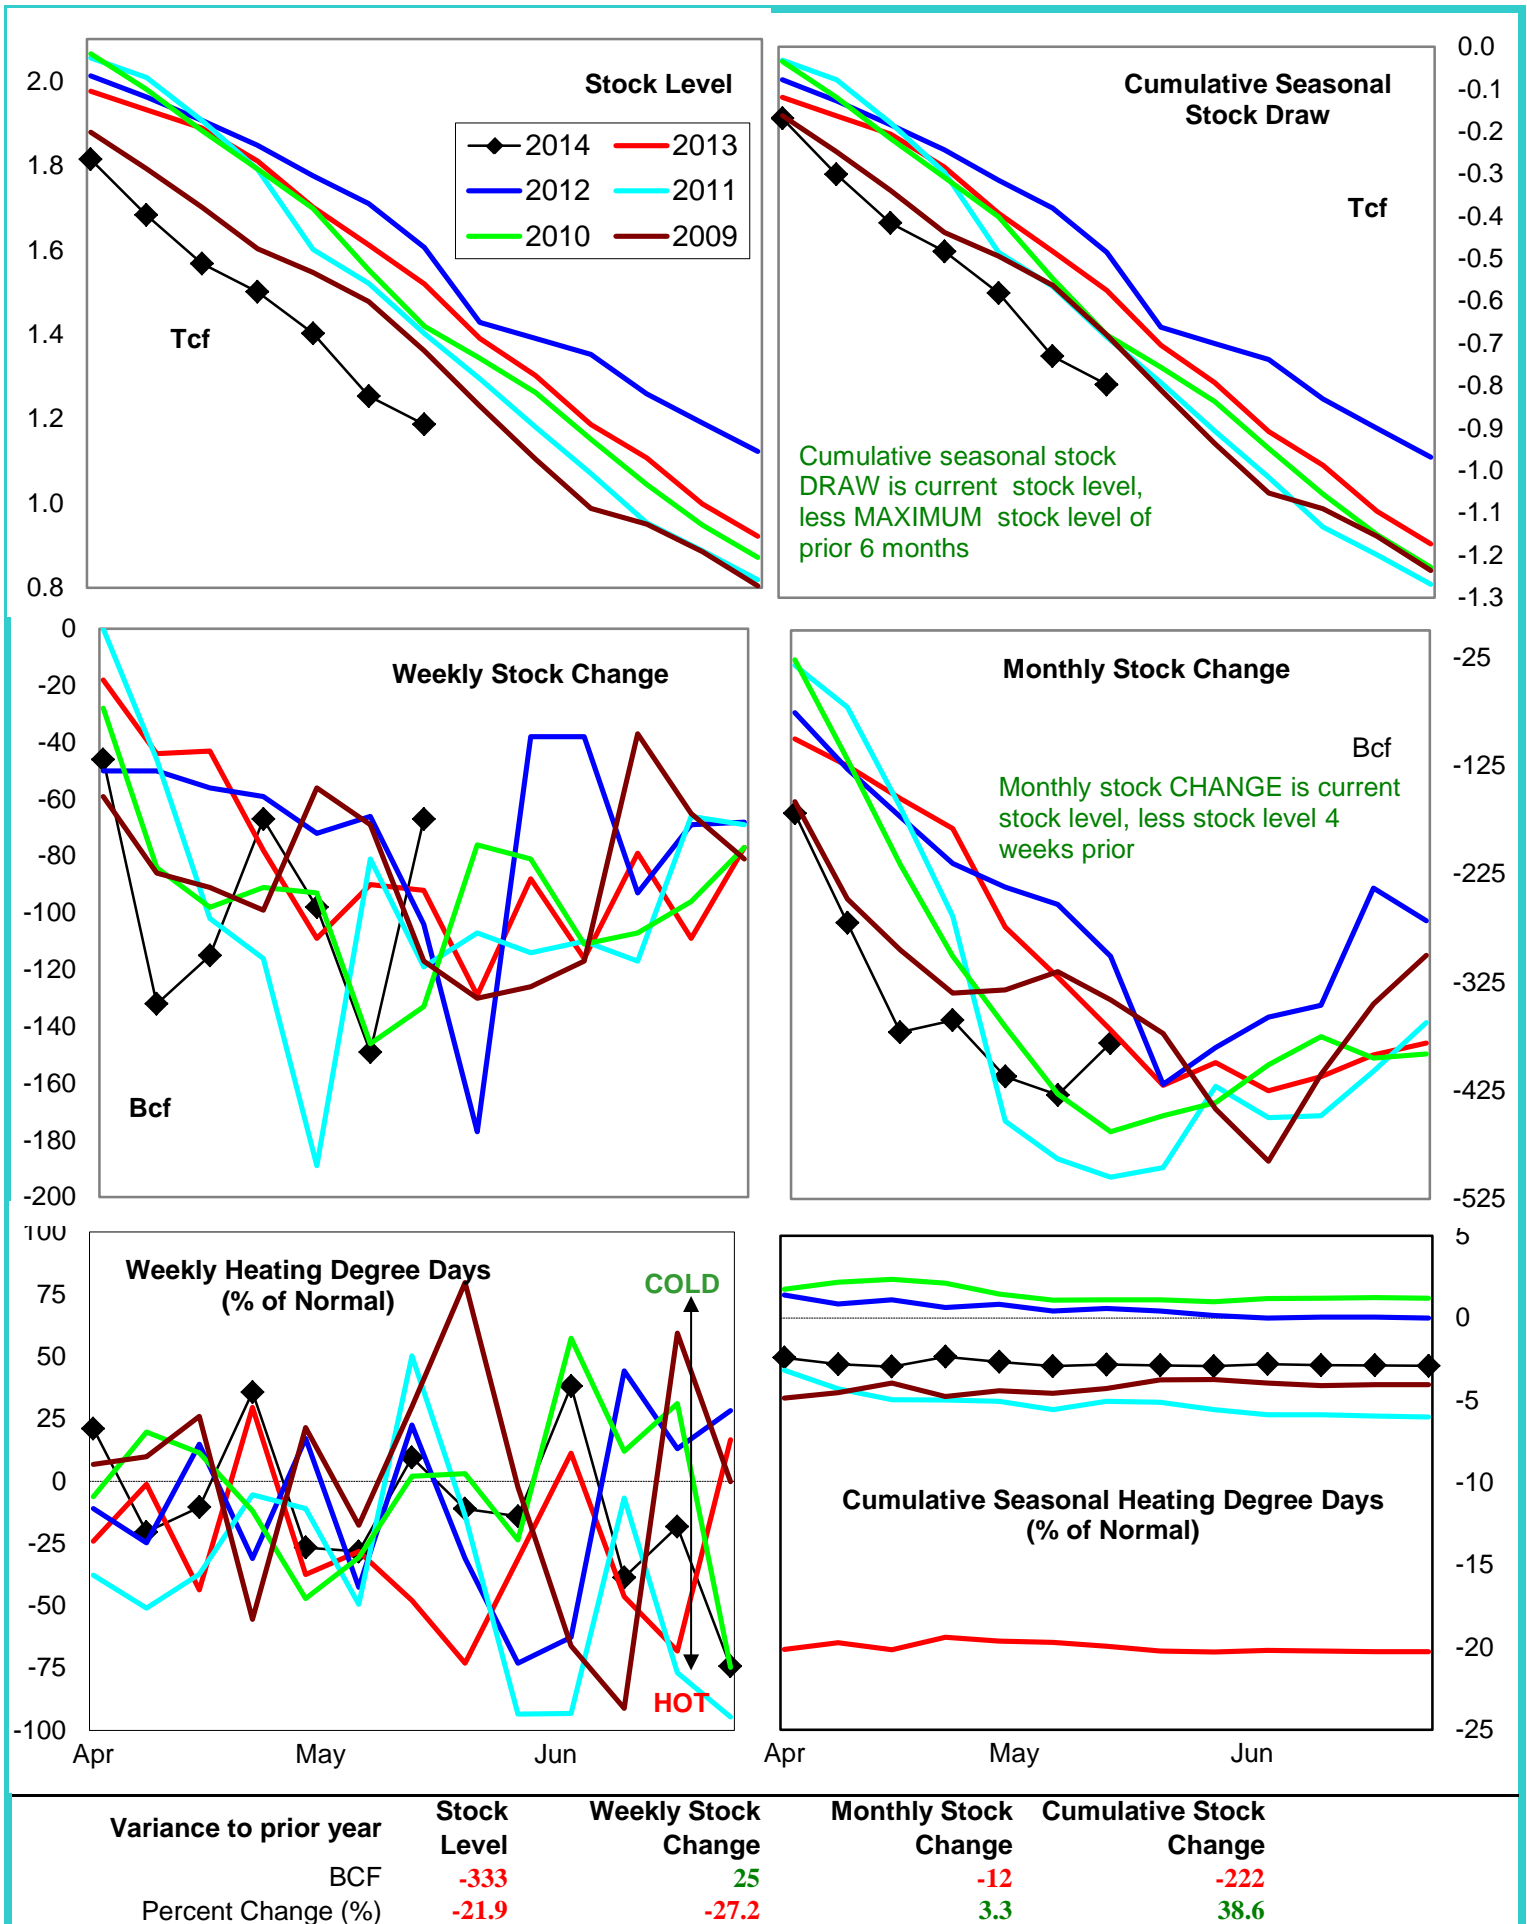 Stock Level
2.0
1.8
1.6
1.4
1.2
1.0
0.8
2014
2013
2012
2011
2010
2009
Tcf
Cumulative Seasonal
Stock Draw
Tcf
0.0
-0.1
-0.2
-0.3
-0.4
-0.5
-0.6
-0.7
-0.8
-0.9
-1.0
-1.1
-1.2
-1.3
Cumulative seasonal stock
DRAW is current stock level,
less MAXIMUM stock level of
prior 6 months
Weekly Stock Change
0
-20
-40
-60
-80
-100
-120
-140
-160
-180
-200
Bcf
Monthly Stock Change
Bcf
Monthly stock CHANGE is current
stock level, less stock level 4
weeks prior
-25
-125
-225
-325
-425
-525
Weekly Heating Degree Days
(% of Normal)
100
75
50
25
0
-25
-50
-75
-100
COLD
HOT
Apr
May
Jun
Cumulative Seasonal Heating Degree Days
(% of Normal)
5
0
-5
-10
-15
-20
-25
Apr
May
Jun
Variance to prior year
Stock
Level
Weekly Stock
Change
Monthly Stock
Change
Cumulative Stock
Change
BCF -333 25 -12 -222
Percent Change (%) -21.9 -27.2 3.3 38.6